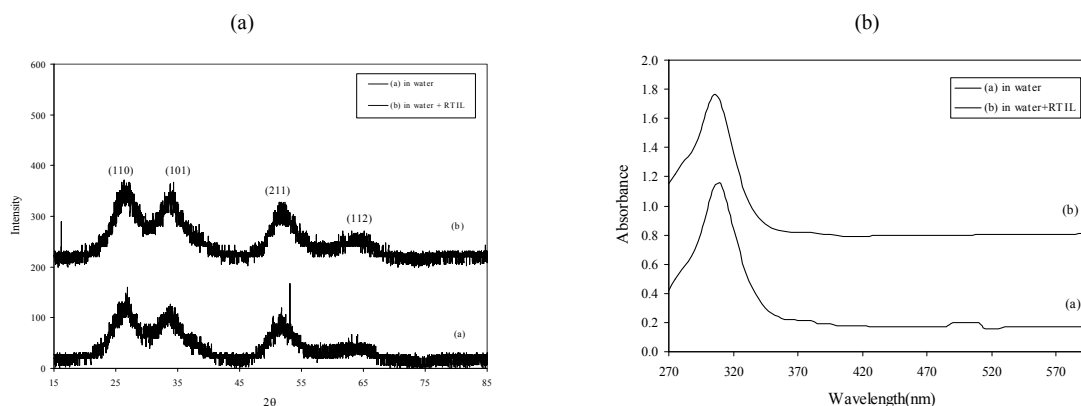 (a)
600
500
400
300
200
100
0
Intensity
(a) in water
(b) in water + RTIL
(110)
(101)
(211)
(112)
(b)
(a)
15 25 35 45 55 65 75 85
2θ
(b)
2.0
1.8
1.6
1.4
1.2
1.0
0.8
0.6
0.4
0.2
0.0
Absorbance
(a) in water
(b) in water+RTIL
(b)
(a)
270 320 370 420 470 520 570
Wavelength(nm)